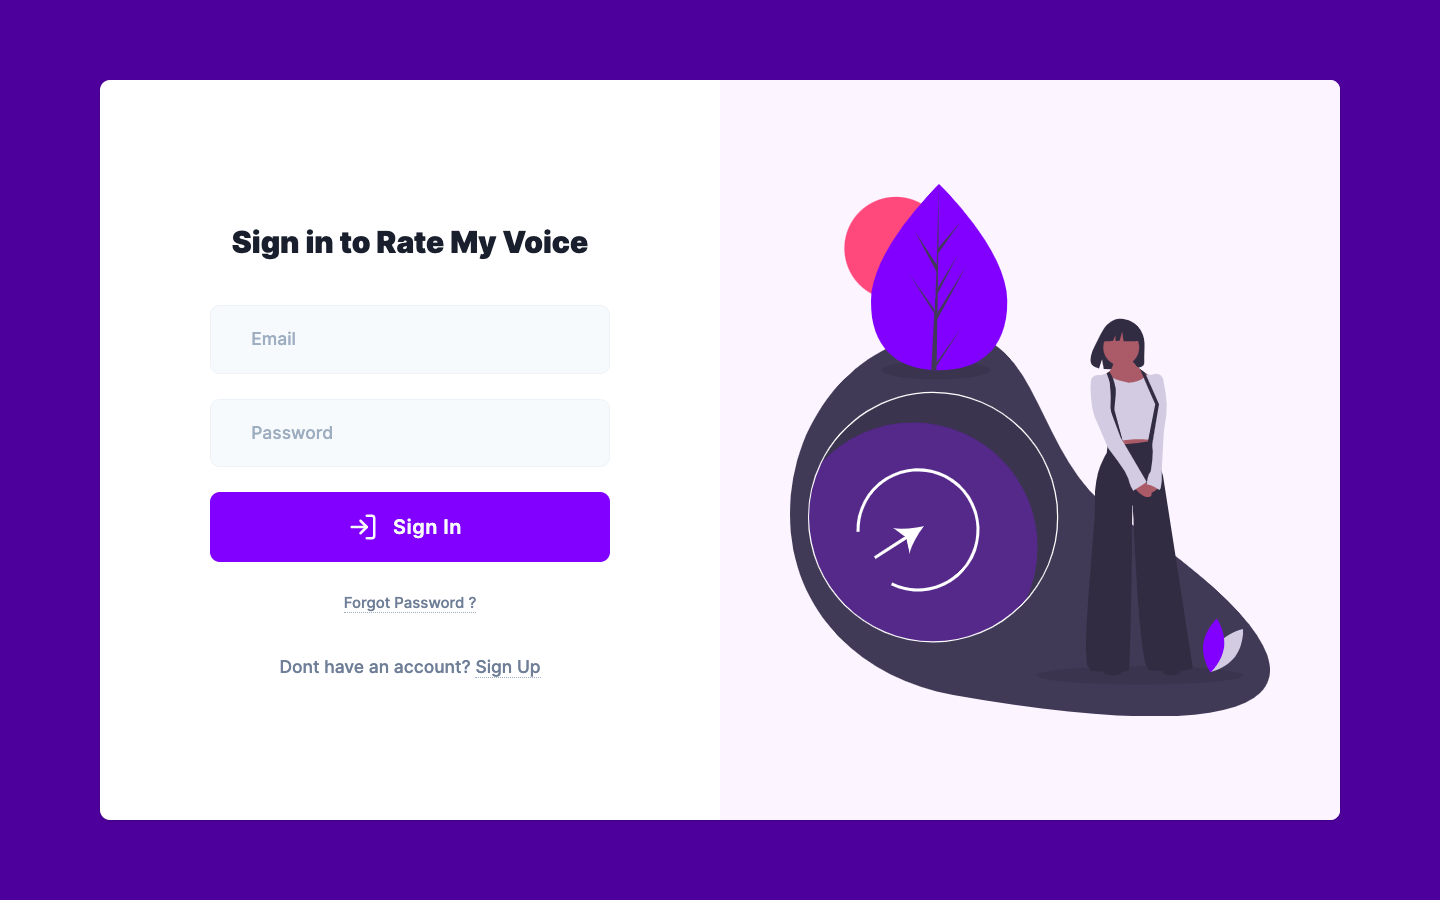 Sign in to Rate My Voice
Email
Password
Sign In
Forgot Password ?
Dont have an account? Sign Up